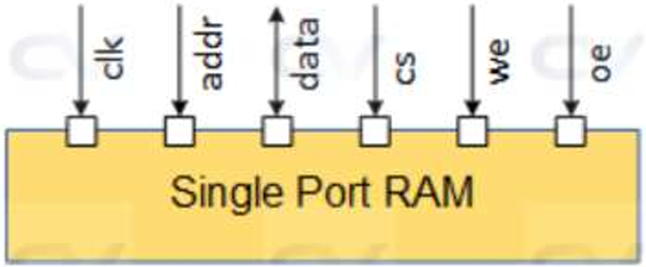 clk
addr
data
cs
we
oe
Single Port RAM